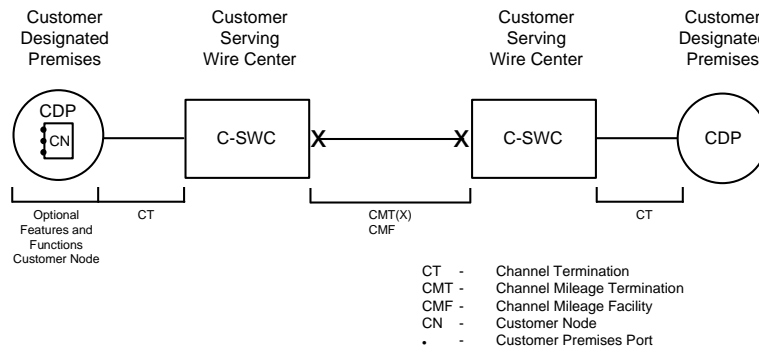 Customer
Designated
Premises
Customer
Serving
Wire Center
Customer
Serving
Wire Center
Customer
Designated
Premises
CDP
CN
C-SWC
X
X
C-SWC
CDP
Optional
Features and
Functions
Customer Node
CT
CMT(X)
CMF
CT
CT - Channel Termination
CMT - Channel Mileage Termination
CMF - Channel Mileage Facility
CN - Customer Node
• - Customer Premises Port